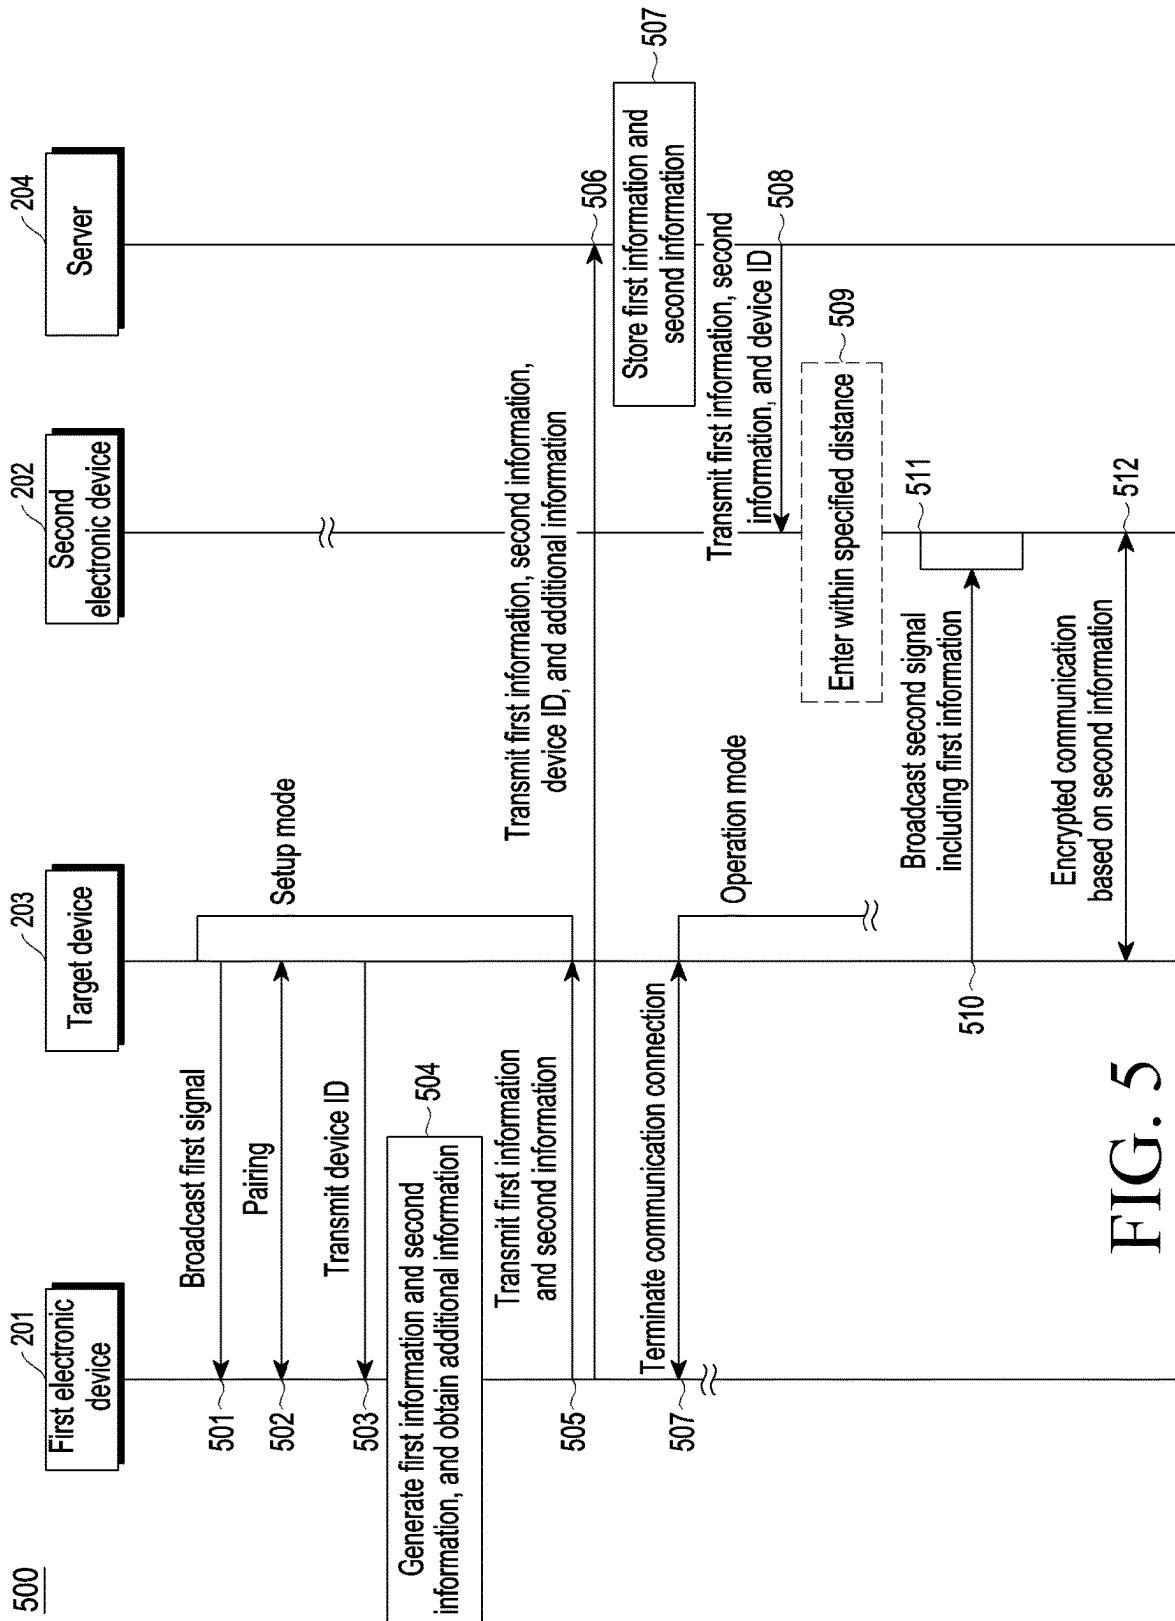 500
201
First electronic
device
203
Target device
202
Second
electronic device
204
Server
501
Broadcast first signal
Setup mode
502
Pairing
503
Transmit device ID
504
Generate first information and second
information, and obtain additional information
505
Transmit first information
and second information
Transmit first information, second information,
device ID, and additional information
506
507
Store first information and
second information
507
Terminate communication connection
Operation mode
Transmit first information, second
information, and device ID
508
509
Enter within specified distance
510
Broadcast second signal
including first information
511
Encrypted communication
based on second information
512
FIG. 5